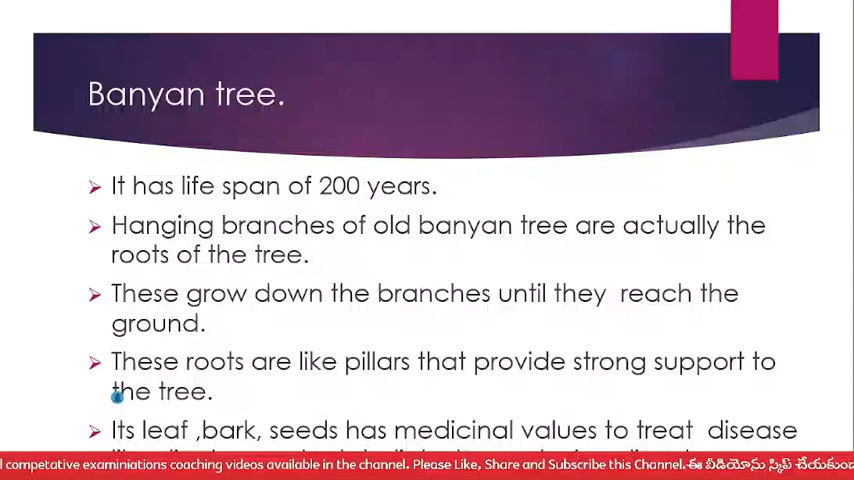 Banyan tree.
It has life span of 200 years.
Hanging branches of old banyan tree are actually the
roots of the tree.
These grow down the branches until they reach the
ground.
These roots are like pillars that provide strong support to
the tree.
Its leaf ,bark, seeds has medicinal values to treat disease
l competative examiniations coaching videos available in the channel. Please Like, Share and Subscribe this Channel.ఈ వీడియోను స్కిప్ చేయకుండ